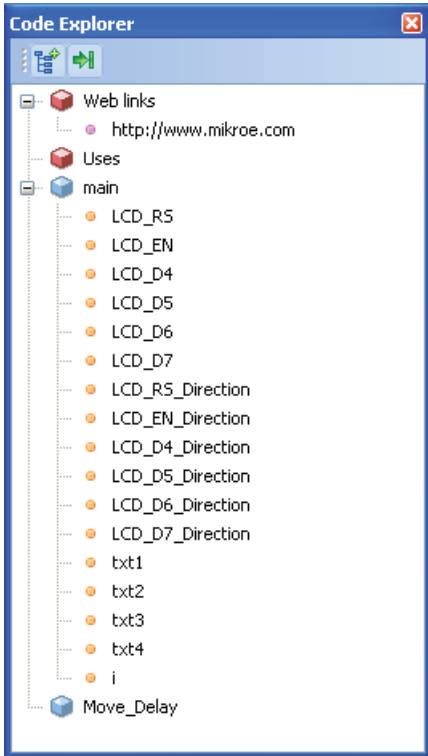 Code Explorer
Web links
http://www.mikroe.com
Uses
main
LCD_RS
LCD_EN
LCD_D4
LCD_D5
LCD_D6
LCD_D7
LCD_RS_Direction
LCD_EN_Direction
LCD_D4_Direction
LCD_D5_Direction
LCD_D6_Direction
LCD_D7_Direction
txt1
txt2
txt3
txt4
i
Move_Delay